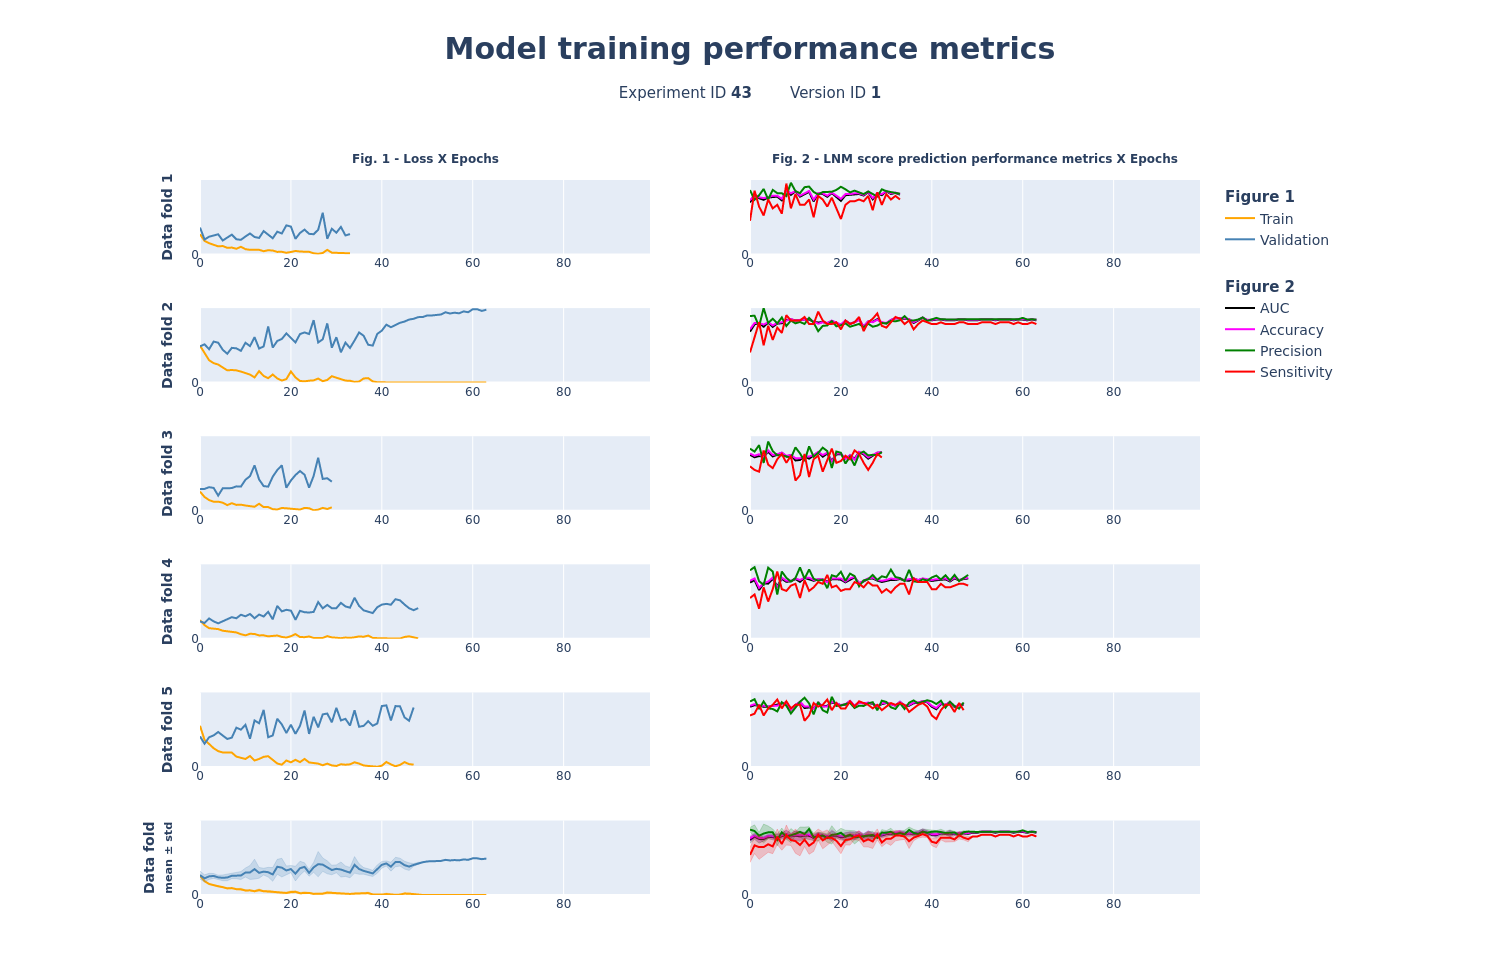 Model training performance metrics
Experiment ID 43 Version ID 1
Fig. 1 - Loss X Epochs
Fig. 2 - LNM score prediction performance metrics X Epochs
Data fold 1
0
0 20 40 60 80
0
0 20 40 60 80
Figure 1
Train
Validation
Figure 2
AUC
Accuracy
Precision
Sensitivity
Data fold 2
0
0 20 40 60 80
0
0 20 40 60 80
Data fold 3
0
0 20 40 60 80
0
0 20 40 60 80
Data fold 4
0
0 20 40 60 80
0
0 20 40 60 80
Data fold 5
0
0 20 40 60 80
0
0 20 40 60 80
Data fold
mean ± std
0
0 20 40 60 80
0
0 20 40 60 80